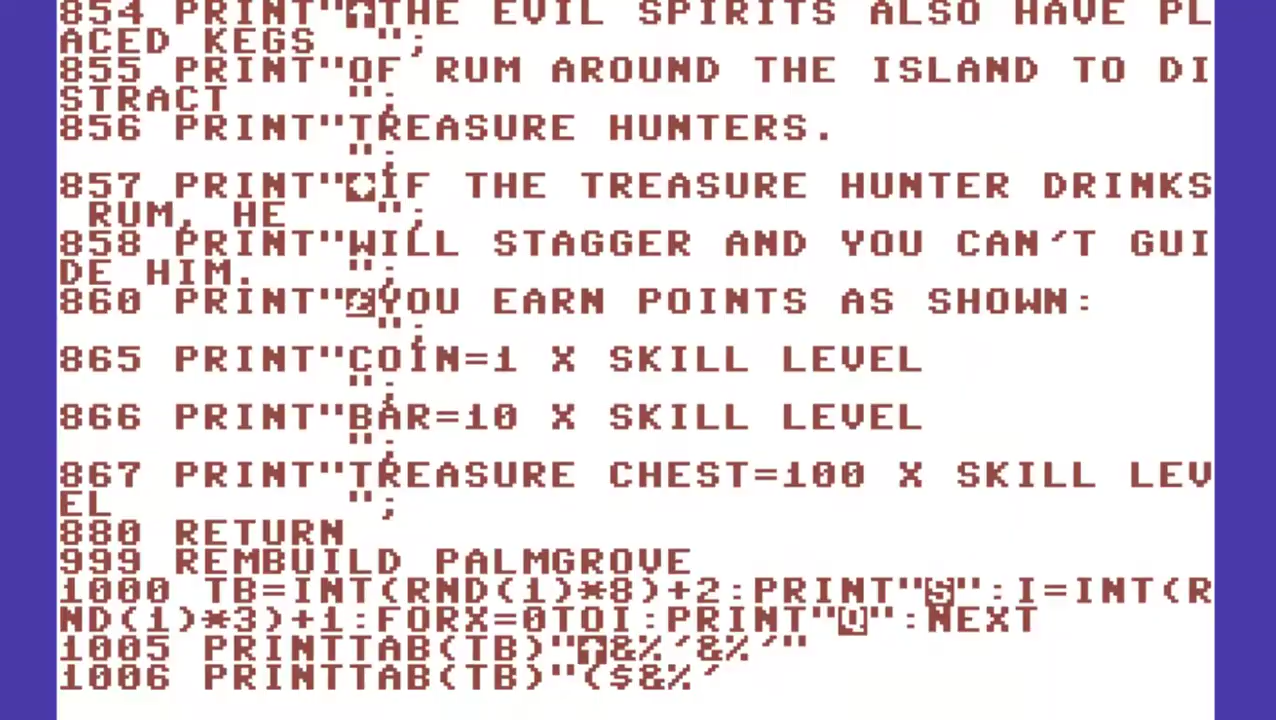 854 PRINT"THE EVIL SPIRITS ALSO HAVE PL
ACED KEGS  ";
855 PRINT"OF RUM AROUND THE ISLAND TO DI
STRACT    ";
856 PRINT"TREASURE HUNTERS.
";
857 PRINT"IF THE TREASURE HUNTER DRINKS
 RUM, HE   ";
858 PRINT"WILL STAGGER AND YOU CAN'T GUI
DE HIM.   ";
860 PRINT"YOU EARN POINTS AS SHOWN:
";
865 PRINT"COIN=1 X SKILL LEVEL
";
866 PRINT"BAR=10 X SKILL LEVEL
";
867 PRINT"TREASURE CHEST=100 X SKILL LEV
EL        ";
880 RETURN
999 REMBUILD PALMGROVE
1000 TB=INT(RND(1)*8)+2:PRINT"S":I=INT(R
ND(1)*3)+1:FORX=0TOI:PRINT"Q":NEXT
1005 PRINTTAB(TB)"&%'&%'"
1006 PRINTTAB(TB)"($&%'